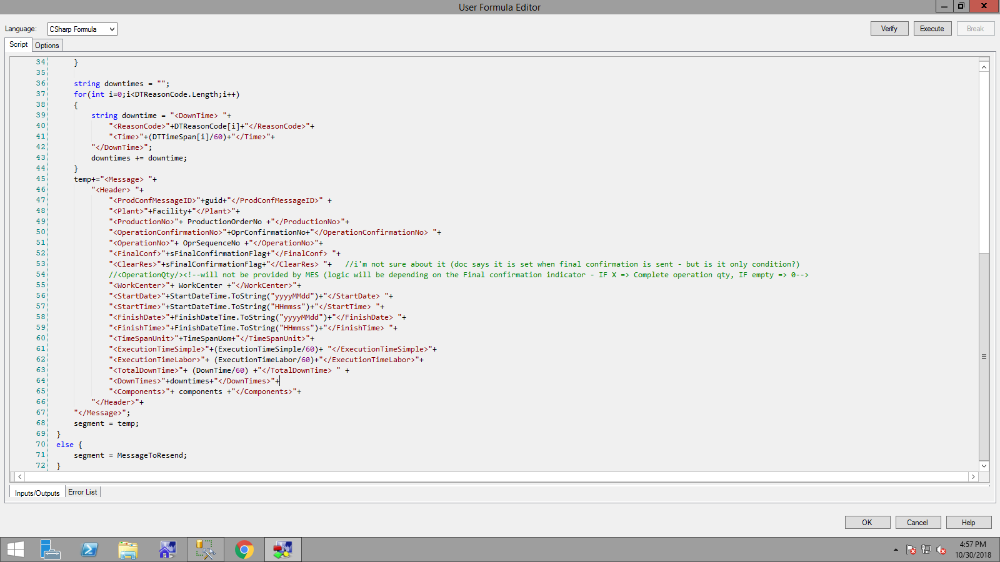 User Formula Editor
Language: CSharp Formula Verify Execute Break
Script Options
34 }
35
36 string downtimes = "";
37 for(int i=0;i<DTReasonCode.Length;i++)
38 {
39 string downtime = "<DownTime> "+
40 "<ReasonCode>"+DTReasonCode[i]+"</ReasonCode>"+
41 "<Time>"+(DTTimeSpan[i]/60)+"</Time>"+
42 "</DownTime>";
43 downtimes += downtime;
44 }
45 temp+="<Message> "+
46 "<Header> "+
47 "<ProdConfMessageID>"+guid+"</ProdConfMessageID>" +
48 "<Plant>"+Facility+"</Plant>"+
49 "<ProductionNo>"+ ProductionOrderNo +"</ProductionNo>"+
50 "<OperationConfirmationNo>"+OprConfirmationNo+"</OperationConfirmationNo> "+
51 "<OperationNo>"+ OprSequenceNo +"</OperationNo>"+
52 "<FinalConf>"+sFinalConfirmationFlag+"</FinalConf> "+
53 "<ClearRes>"+sFinalConfirmationFlag+"</ClearRes> "+ //i'm not sure about it (doc says it is set when final confirmation is sent - but is it only condition?)
54 //<OperationQty/><!--will not be provided by MES (logic will be depending on the Final confirmation indicator - IF X => Complete operation qty, IF empty => 0-->
55 "<WorkCenter>"+ WorkCenter +"</WorkCenter>"+
56 "<StartDate>"+StartDateTime.ToString("yyyyMMdd")+"</StartDate> "+
57 "<StartTime>"+StartDateTime.ToString("HHmmss")+"</StartTime> "+
58 "<FinishDate>"+FinishDateTime.ToString("yyyyMMdd")+"</FinishDate> "+
59 "<FinishTime>"+FinishDateTime.ToString("HHmmss")+"</FinishTime> "+
60 "<TimeSpanUnit>"+TimeSpanUom+"</TimeSpanUnit>"+
61 "<ExecutionTimeSimple>"+(ExecutionTimeSimple/60)+ "</ExecutionTimeSimple>"+
62 "<ExecutionTimeLabor>"+ (ExecutionTimeLabor/60)+"</ExecutionTimeLabor>"+
63 "<TotalDownTime>"+ (DownTime/60) +"</TotalDownTime> " +
64 "<DownTimes>"+downtimes+"</DownTimes>"+
65 "<Components>"+ components +"</Components>"+
66 "</Header>"+
67 "</Message>";
68 segment = temp;
69 }
70 else {
71 segment = MessageToResend;
72 }
Inputs/Outputs Error List
OK Cancel Help
4:57 PM
10/30/2018